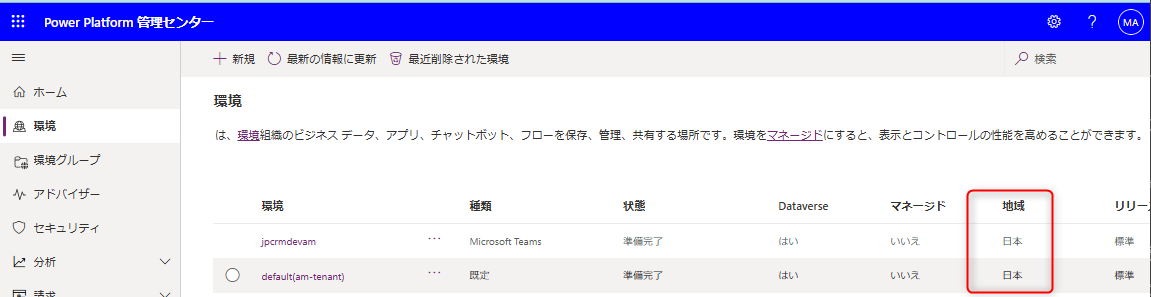 Power Platform 管理センター
MA
新規
最新の情報に更新
最近削除された環境
検索
ホーム
環境
環境グループ
アドバイザー
セキュリティ
分析
請求
環境
は、環境組織のビジネス データ、アプリ、チャットボット、フローを保存、管理、共有する場所です。環境をマネージドにすると、表示とコントロールの性能を高めることができます。
環境 種類 状態 Dataverse マネージド 地域 リリース
jpcrmdevam ··· Microsoft Teams 準備完了 はい いいえ 日本 標準
default(am-tenant) ··· 既定 準備完了 はい いいえ 日本 標準